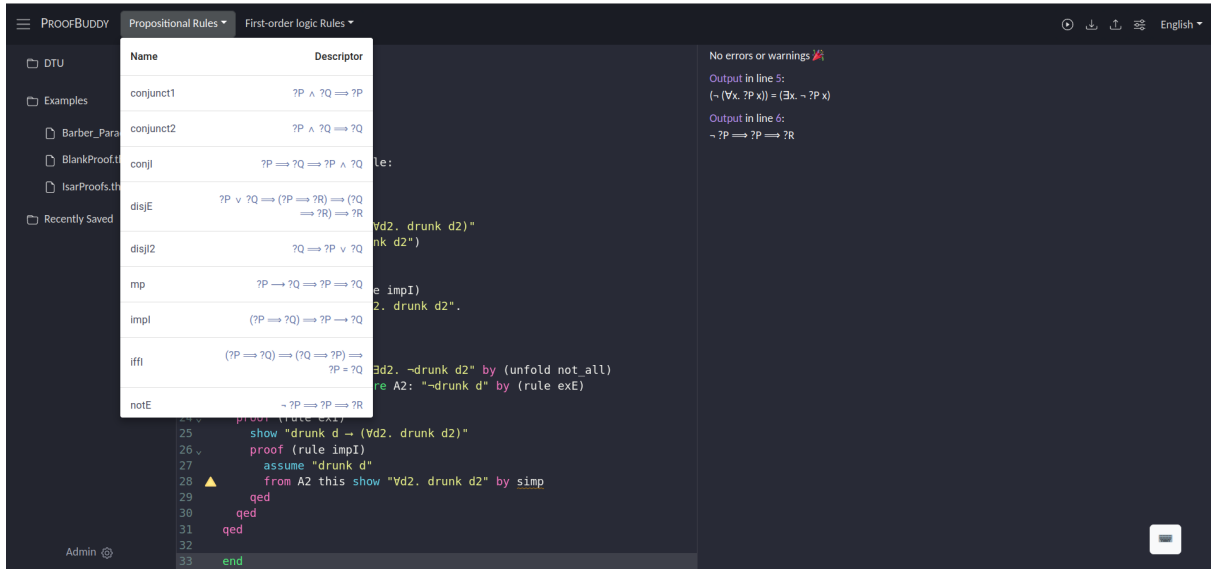 PROOFBUDDY Propositional Rules First-order logic Rules English
DTU
Examples
Barber_Para
BlankProof.t
IsarProofs.th
Recently Saved
Admin
Name Descriptor
conjunct1 ?P ∧ ?Q ⟹ ?P
conjunct2 ?P ∧ ?Q ⟹ ?Q
conjI ?P ⟹ ?Q ⟹ ?P ∧ ?Q
disjE ?P ∨ ?Q ⟹ (?P ⟹ ?R) ⟹ (?Q
⟹ ?R) ⟹ ?R
disjI2 ?Q ⟹ ?P ∨ ?Q
mp ?P ⟶ ?Q ⟹ ?P ⟹ ?Q
impI (?P ⟹ ?Q) ⟹ ?P ⟶ ?Q
iffI (?P ⟹ ?Q) ⟹ (?Q ⟹ ?P) ⟹
?P = ?Q
notE ¬ ?P ⟹ ?P ⟹ ?R
le:
∀d2. drunk d2)"
nk d2")
e impI)
2. drunk d2".
∃d2. ¬drunk d2" by (unfold not_all)
re A2: "¬drunk d" by (rule exE)
24 proof (rule exI)
25 show "drunk d → (∀d2. drunk d2)"
26 proof (rule impI)
27 assume "drunk d"
28 from A2 this show "∀d2. drunk d2" by simp
29 qed
30 qed
31 qed
32
33 end
No errors or warnings 🎉
Output in line 5:
(¬ (∀x. ?P x)) = (∃x. ¬ ?P x)
Output in line 6:
¬ ?P ⟹ ?P ⟹ ?R